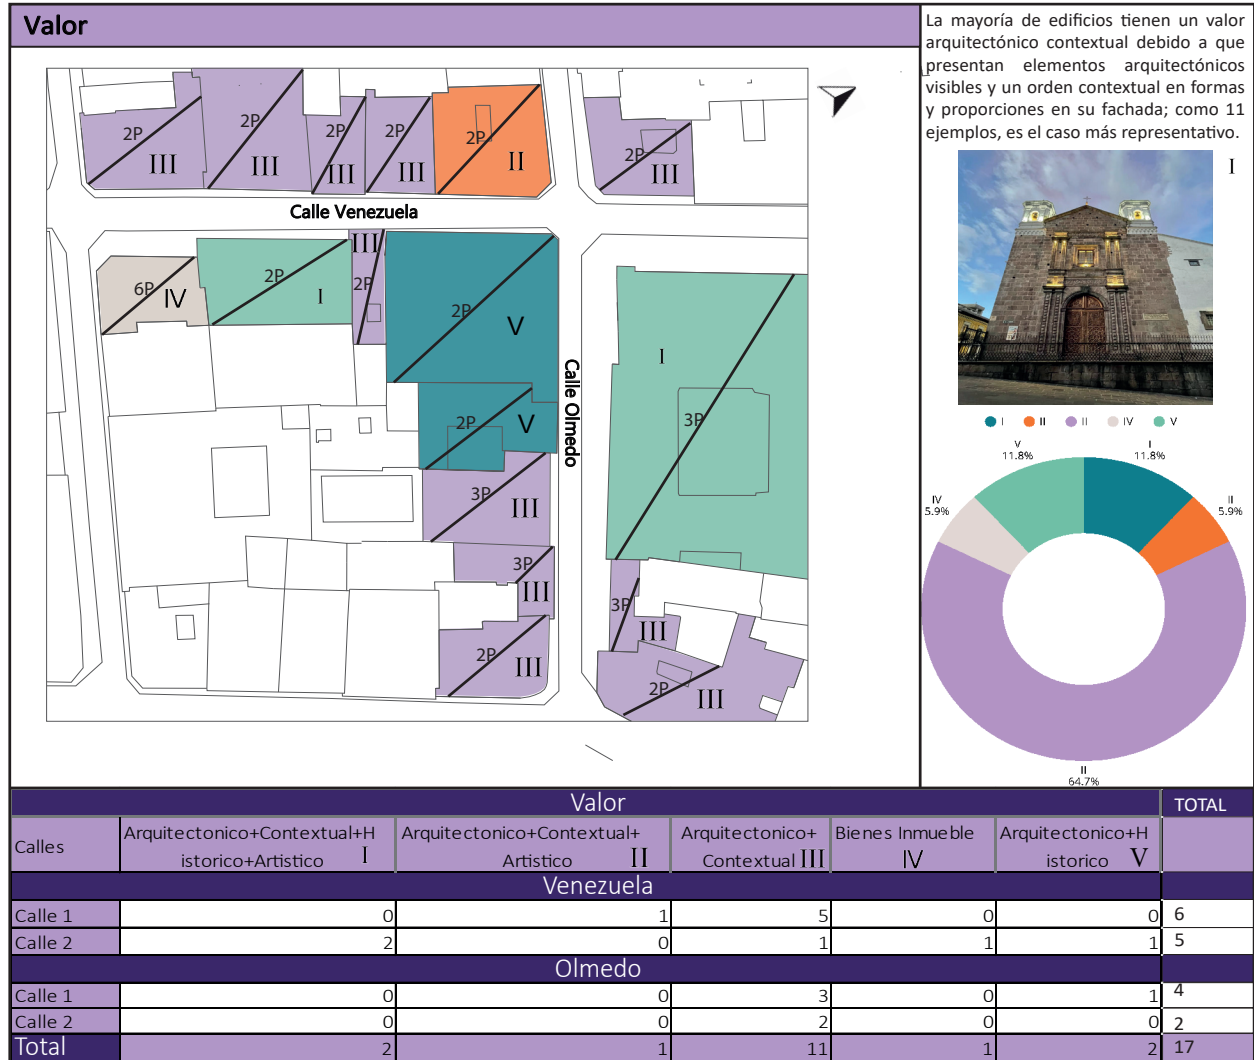 Valor
La mayoría de edificios tienen un valor
arquitectónico contextual debido a que
presentan elementos arquitectónicos
visibles y un orden contextual en formas
y proporciones en su fachada; como 11
ejemplos, es el caso más representativo.
I
2P
III
2P
III
2P
III
2P
III
2P
II
2P
III
Calle Venezuela
6P
IV
2P
I
III
2P
2P
V
2P
V
Calle Olmedo
I
3P
3P
III
3P
III
2P
III
3P
III
2P
III
I
II
II
IV
V
V
11.8%
I
11.8%
IV
5.9%
II
5.9%
II
64.7%
Valor TOTAL
Calles
Arquitectonico+Contextual+H
istorico+Artistico I
Arquitectonico+Contextual+
Artistico II
Arquitectonico+
Contextual III
Bienes Inmueble
IV
Arquitectonico+H
istorico V
Venezuela
Calle 1 0 1 5 0 0 6
Calle 2 2 0 1 1 1 5
Olmedo
Calle 1 0 0 3 0 1 4
Calle 2 0 0 2 0 0 2
Total 2 1 11 1 2 17